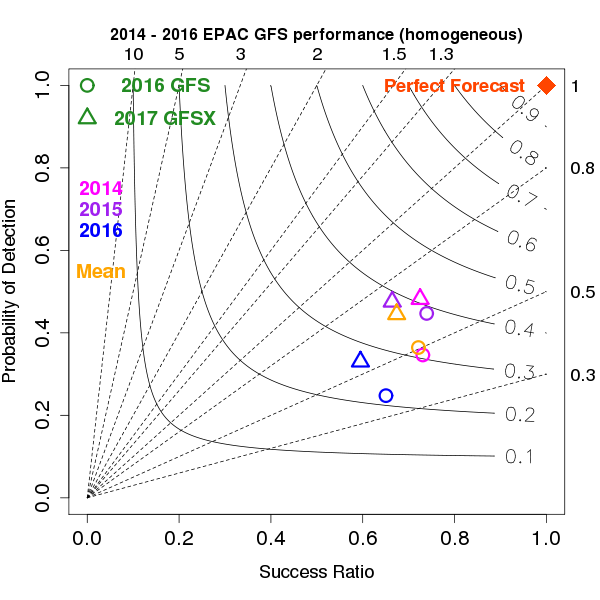 2014 - 2016 EPAC GFS performance (homogeneous)
10 5 3 2 1.5 1.3
2016 GFS
Perfect Forecast
2017 GFSX
2014
2015
2016
Mean
1
0.8
0.5
0.3
0.9
0.8
0.7
0.6
0.5
0.4
0.3
0.2
0.1
Probability of Detection
1.0
0.8
0.6
0.4
0.2
0.0
0.0 0.2 0.4 0.6 0.8 1.0
Success Ratio